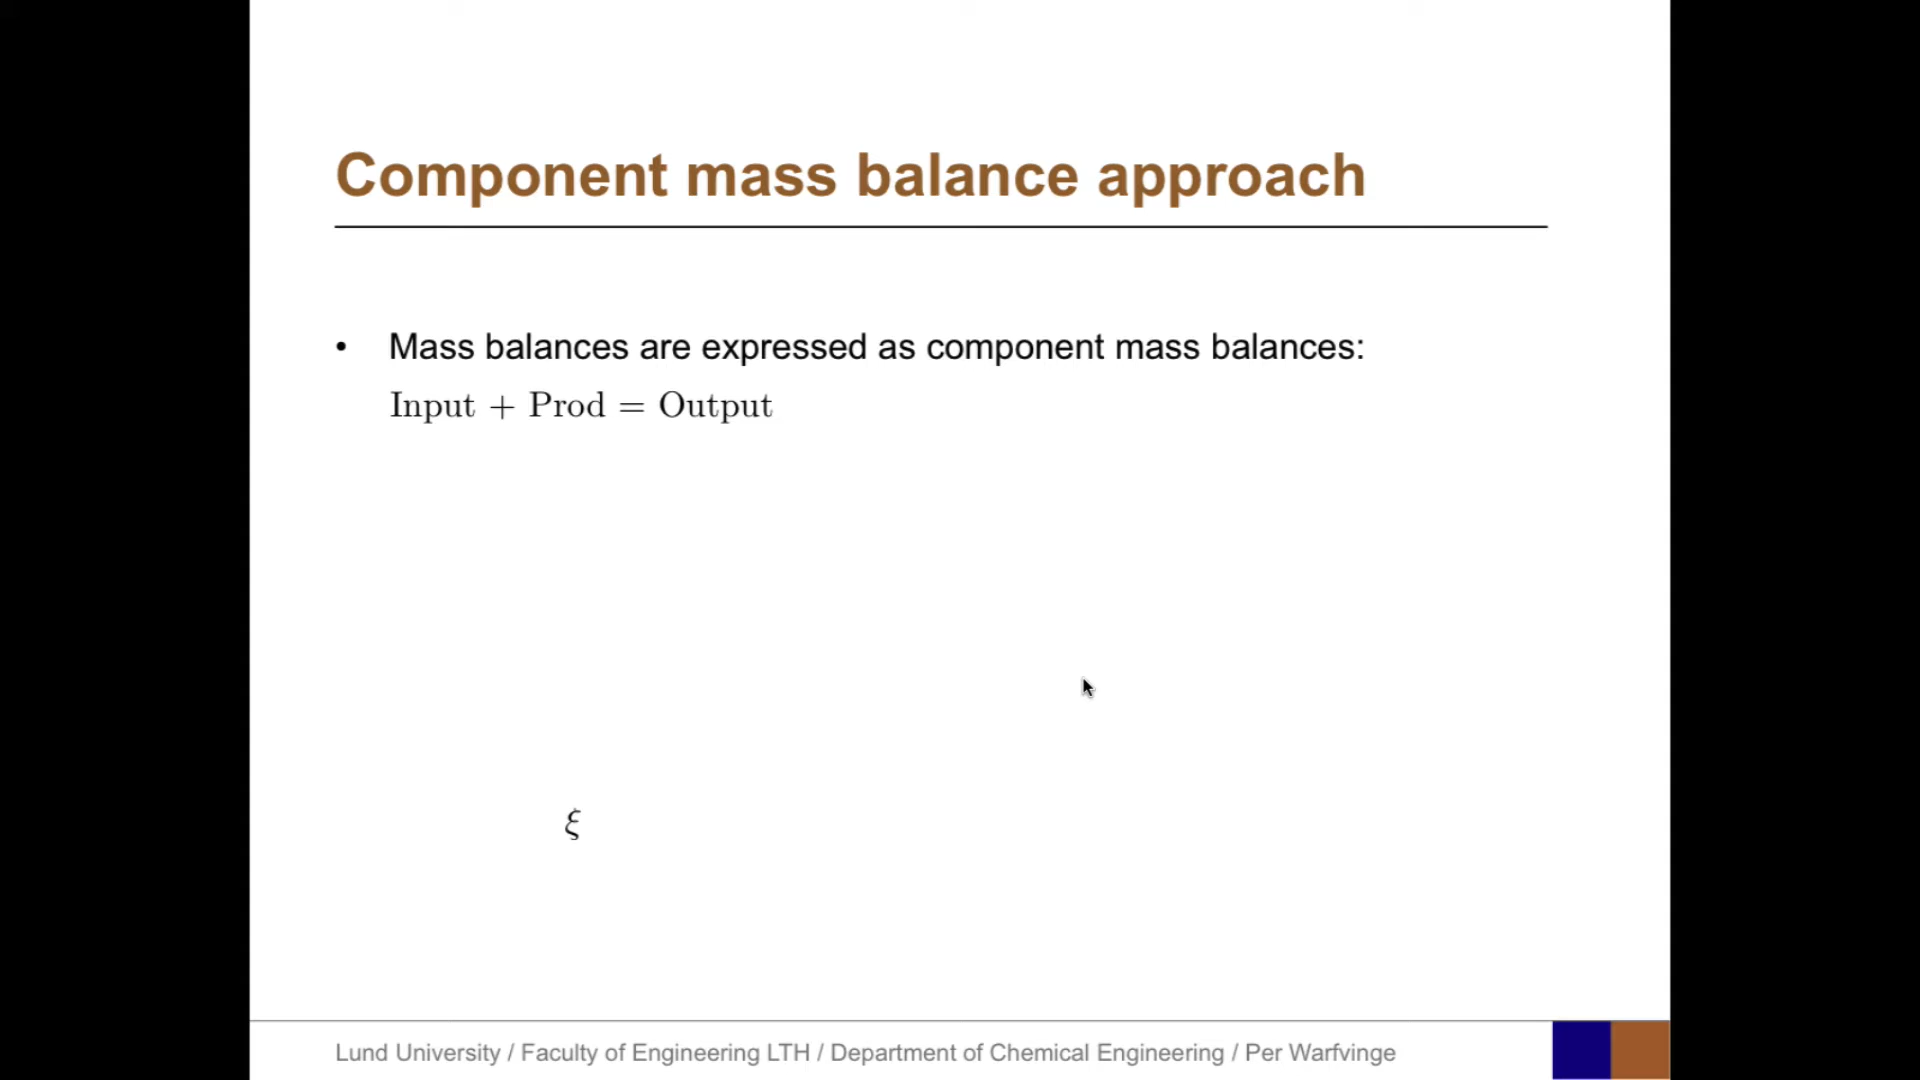 Component mass balance approach
• Mass balances are expressed as component mass balances:
Input + Prod = Output
ξ
Lund University / Faculty of Engineering LTH / Department of Chemical Engineering / Per Warfvinge